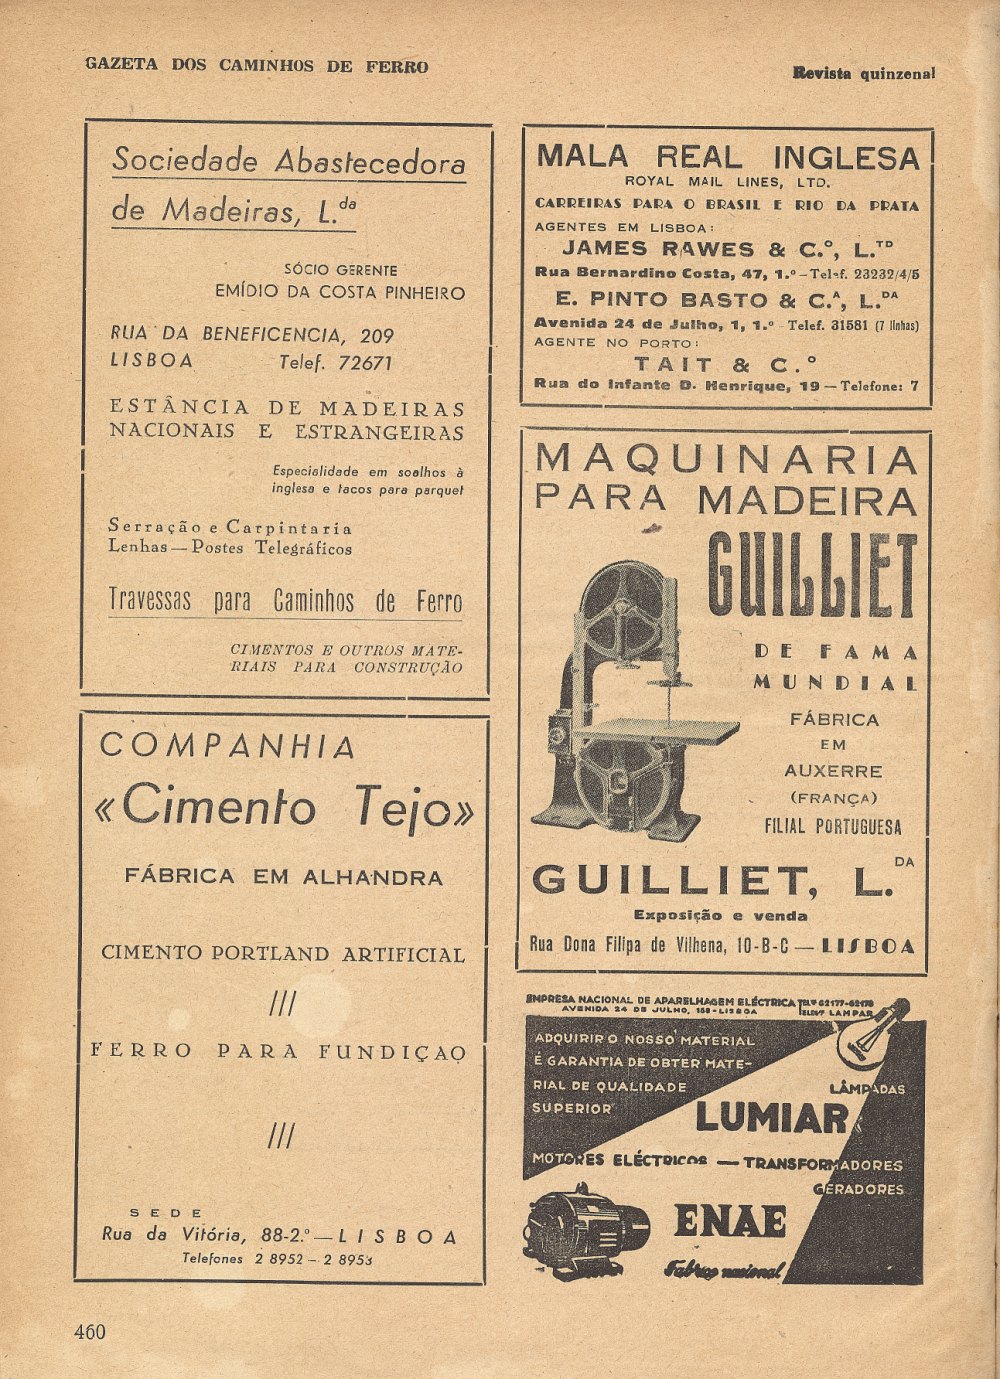 GAZETA DOS CAMINHOS DE FERRO
Revista quinzenal
Sociedade Abastecedora
de Madeiras, L.da
SÓCIO GERENTE
EMÍDIO DA COSTA PINHEIRO
RUA DA BENEFICENCIA, 209
LISBOA Telef. 72671
ESTÂNCIA DE MADEIRAS
NACIONAIS E ESTRANGEIRAS
Especialidade em soalhos à
inglesa e tacos para parquet
Serração e Carpintaria
Lenhas — Postes Telegráficos
Travessas para Caminhos de Ferro
CIMENTOS E OUTROS MATE-
RIAIS PARA CONSTRUÇÃO
COMPANHIA
«Cimento Tejo»
FÁBRICA EM ALHANDRA
CIMENTO PORTLAND ARTIFICIAL
///
FERRO PARA FUNDIÇAO
///
SEDE
Rua da Vitória, 88-2.º — LISBOA
Telefones 2 8952 – 2 8953
MALA REAL INGLESA
ROYAL MAIL LINES, LTD.
CARREIRAS PARA O BRASIL E RIO DA PRATA
AGENTES EM LISBOA:
JAMES RAWES & C.º, L.TD
Rua Bernardino Costa, 47, 1.º – Telef. 23232/4/5
E. PINTO BASTO & C.A, L.DA
Avenida 24 de Julho, 1, 1.º - Telef. 31581 (7 linhas)
AGENTE NO PORTO:
TAIT & C.º
Rua do Infante D. Henrique, 19 — Telefone: 7
MAQUINARIA
PARA MADEIRA
GUILLIET
DE FAMA
MUNDIAL
FÁBRICA
EM
AUXERRE
(FRANÇA)
FILIAL PORTUGUESA
GUILLIET, L.DA
Exposição e venda
Rua Dona Filipa de Vilhena, 10-B-C — LISBOA
EMPRESA NACIONAL DE APARELHAGEM ELÉCTRICA TELF 62177-62178
AVENIDA 24 DE JULHO, 158-LISBOA TELEGR LAMPAR
ADQUIRIR O NOSSO MATERIAL
É GARANTIA DE OBTER MATE-
RIAL DE QUALIDADE
SUPERIOR
LÂMPADAS
LUMIAR
MOTORES ELÉCTRICOS — TRANSFORMADORES
GERADORES
ENAE
Fabrico nacional
460